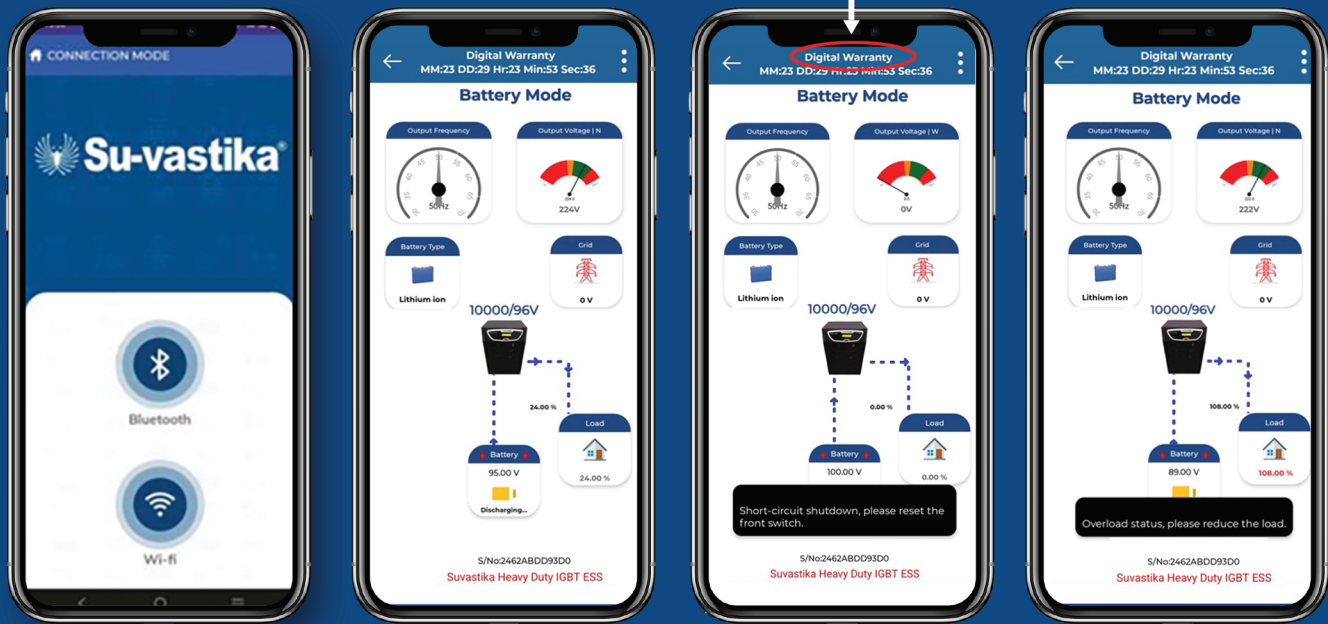 CONNECTION MODE
Su-vastika®
Bluetooth
Wi-fi
Digital Warranty
MM:23 DD:29 Hr:23 Min:53 Sec:36
Battery Mode
Output Frequency
Output Voltage | N
50Hz
224V
Battery Type
Grid
Lithium ion
0 V
10000/96V
24.00 %
Load
Battery
95.00 V
24.00 %
Discharging...
S/No:2462ABDD93D0
Suvastika Heavy Duty IGBT ESS
Digital Warranty
MM:23 DD:29 Hr:23 Min:53 Sec:36
Battery Mode
Output Frequency
Output Voltage | W
50Hz
0V
Battery Type
Grid
Lithium ion
0 V
10000/96V
0.00 %
Load
Battery
100.00 V
0.00 %
Short-circuit shutdown, please reset the
front switch.
S/No:2462ABDD93D0
Suvastika Heavy Duty IGBT ESS
Digital Warranty
MM:23 DD:29 Hr:23 Min:53 Sec:36
Battery Mode
Output Frequency
Output Voltage | N
50Hz
222V
Battery Type
Grid
Lithium ion
0 V
10000/96V
108.00 %
Load
Battery
89.00 V
108.00 %
Overload status, please reduce the load.
S/No:2462ABDD93D0
Suvastika Heavy Duty IGBT ESS